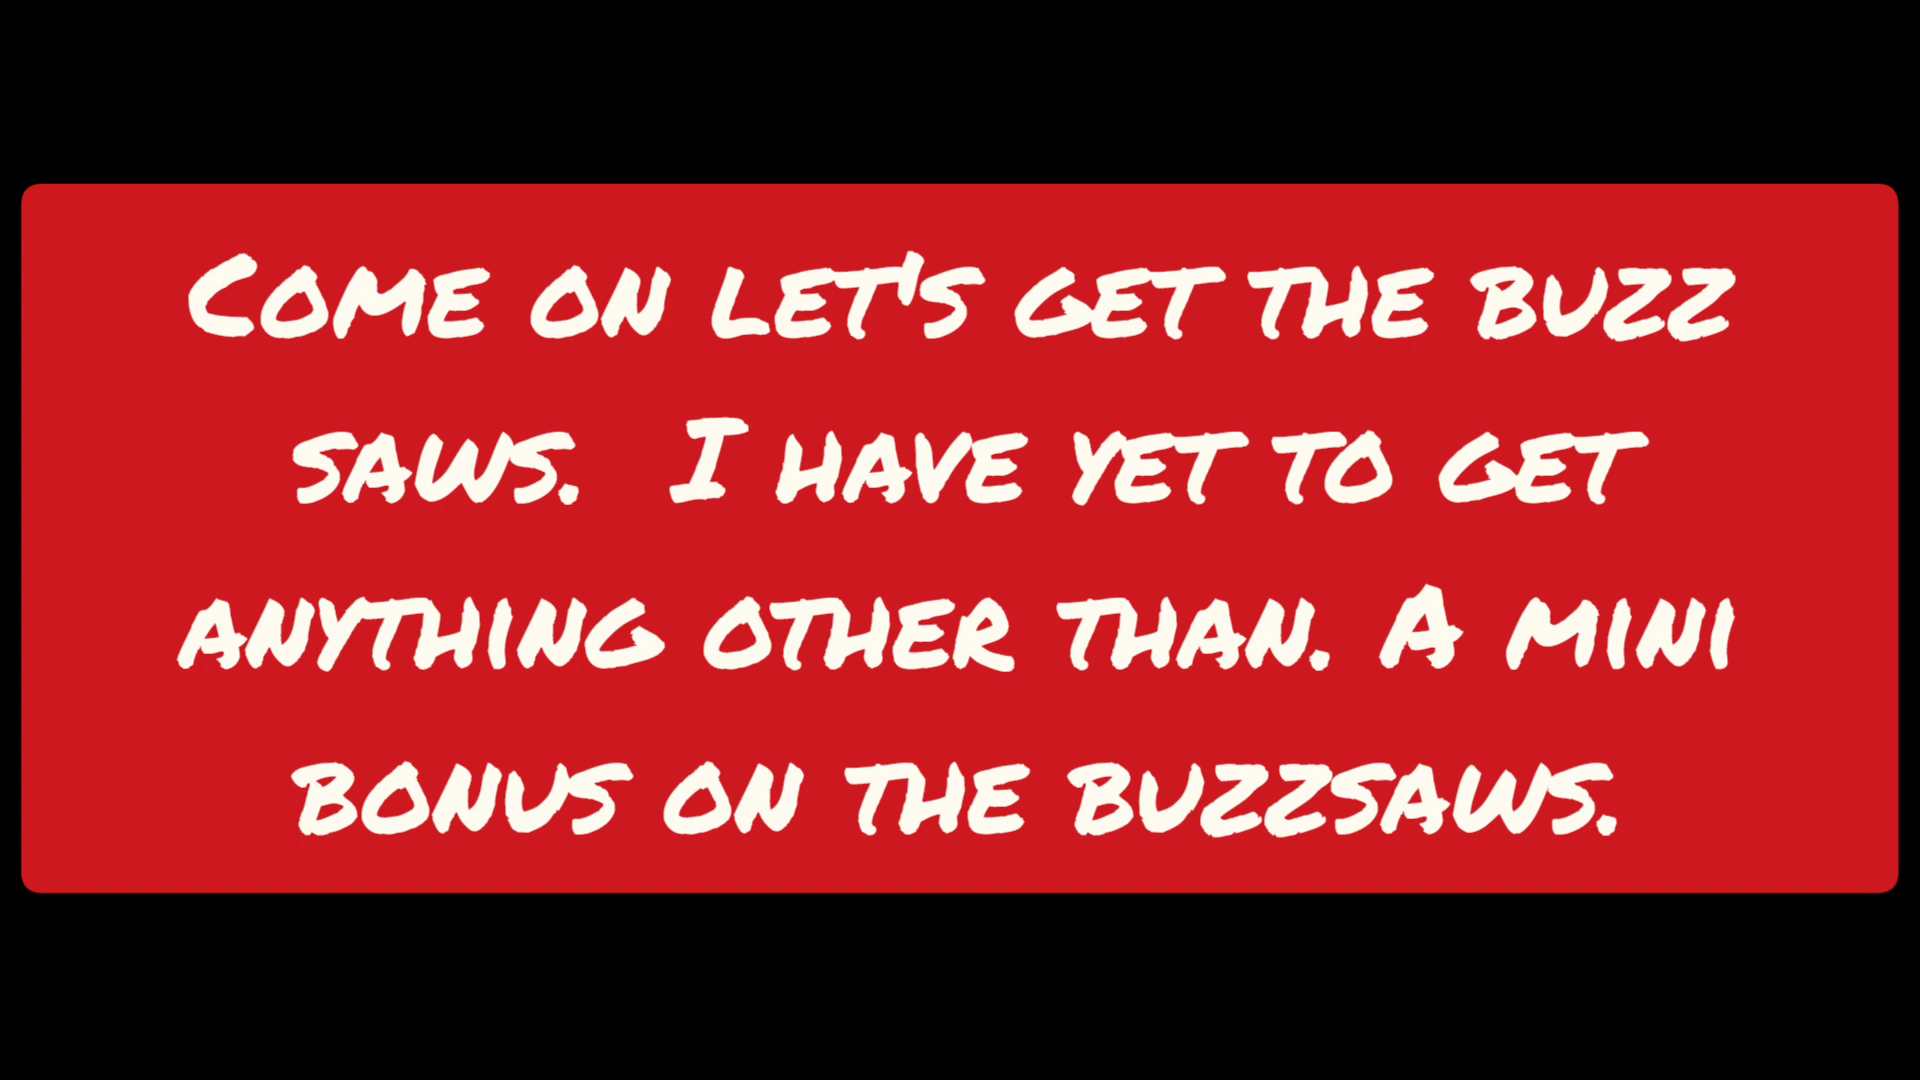 Come on let's get the buzz
saws.  I have yet to get
anything other than. A mini
bonus on the buzzsaws.